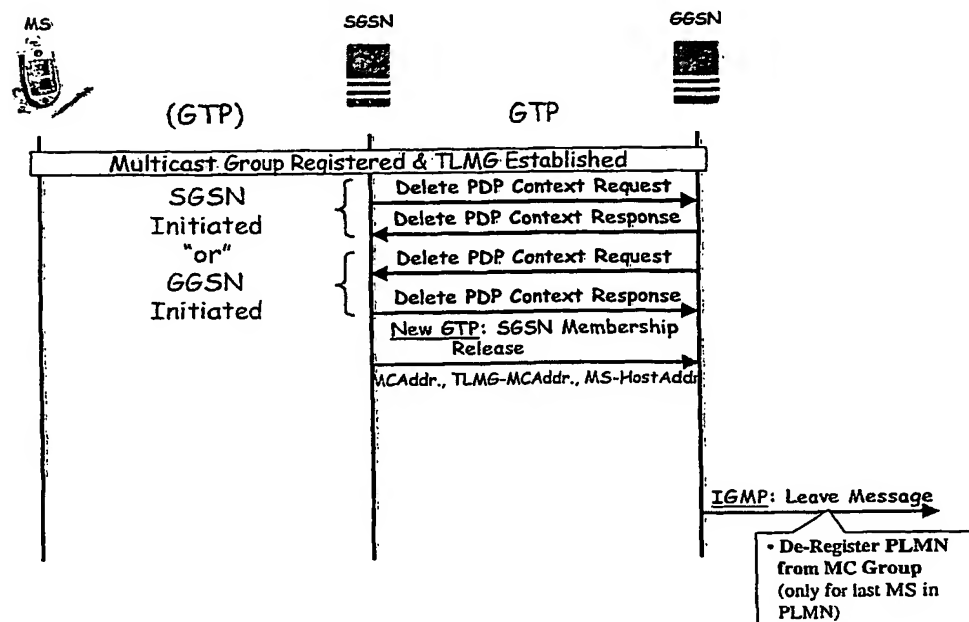 MS
SGSN
GGSN
(GTP)
GTP
Multicast Group Registered & TLMG Established
SGSN
Initiated
"or"
GGSN
Initiated
Delete PDP Context Request
Delete PDP Context Response
Delete PDP Context Request
Delete PDP Context Response
New GTP: SGSN Membership
Release
MCAddr., TLMG-MCAddr., MS-HostAddr
IGMP: Leave Message
• De-Register PLMN
from MC Group
(only for last MS in
PLMN)